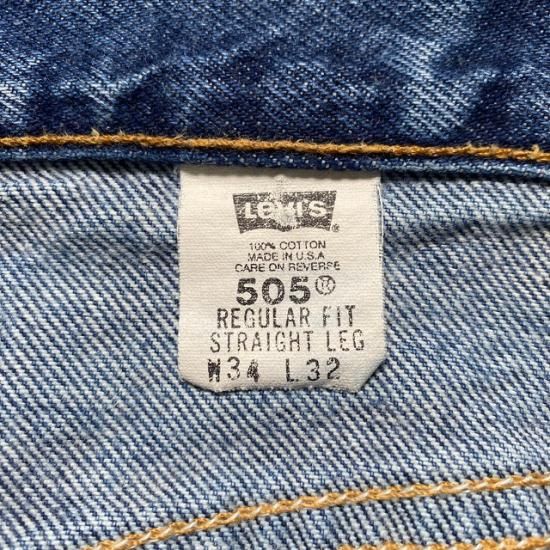 LEVI'S®
100% COTTON
MADE IN U.S.A
CARE ON REVERSE
505®
REGULAR FIT
STRAIGHT LEG
W34 L32